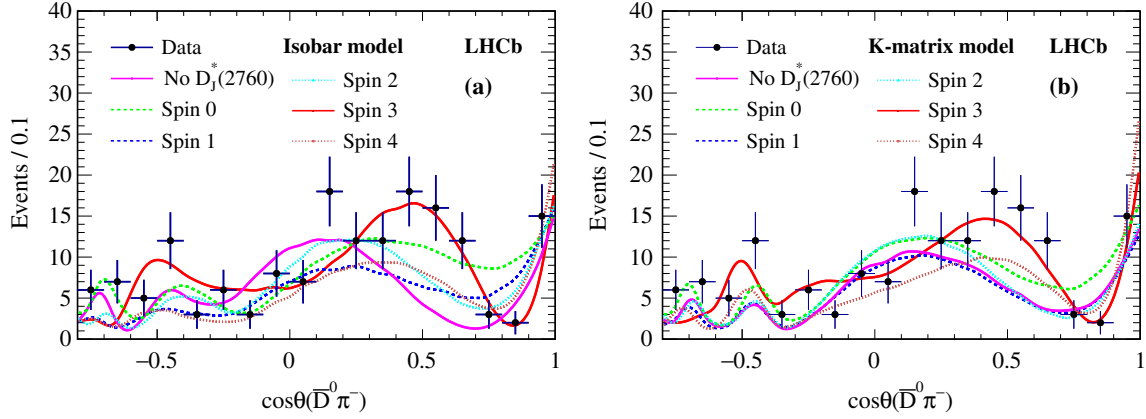 Isobar model
LHCb
(a)
Data
No D*J(2760)
Spin 0
Spin 1
Spin 2
Spin 3
Spin 4
Events / 0.1
40
35
30
25
20
15
10
5
0
−0.5
0
0.5
1
cosθ(D̅⁰π⁻)
K-matrix model
LHCb
(b)
Data
No D*J(2760)
Spin 0
Spin 1
Spin 2
Spin 3
Spin 4
Events / 0.1
40
35
30
25
20
15
10
5
0
−0.5
0
0.5
1
cosθ(D̅⁰π⁻)